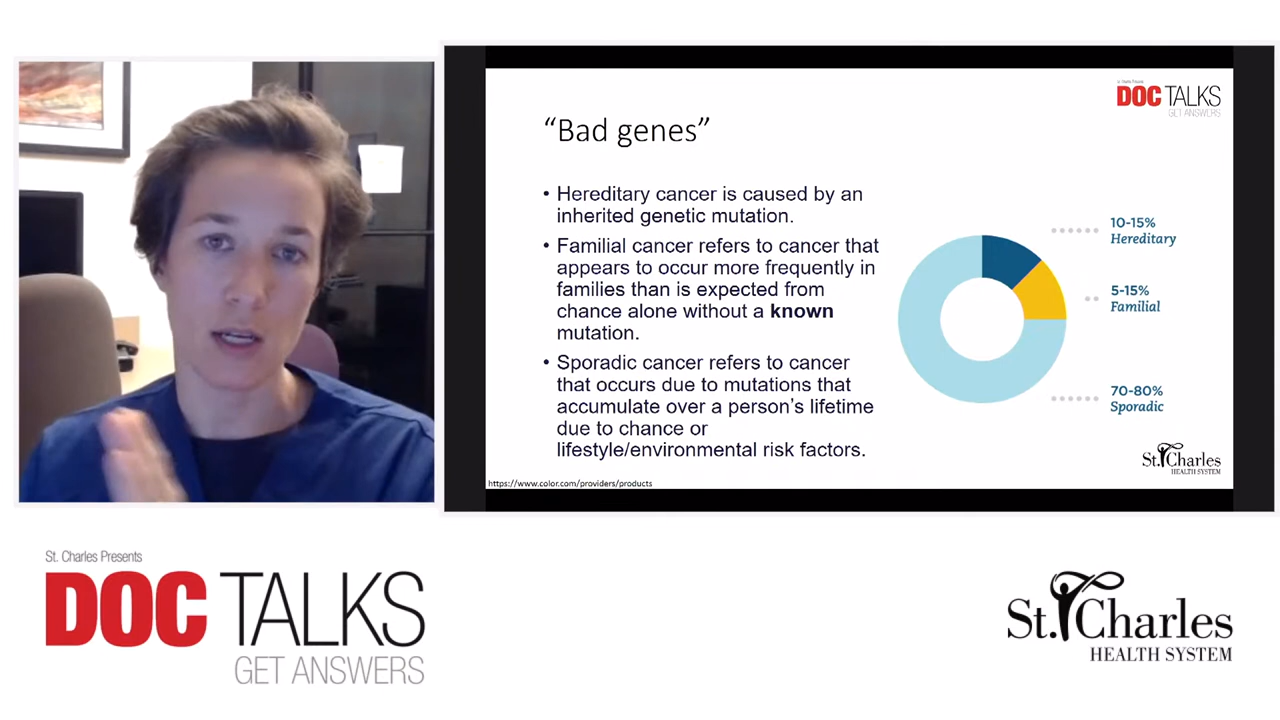 DOC TALKS
GET ANSWERS
“Bad genes”
• Hereditary cancer is caused by an
inherited genetic mutation.
• Familial cancer refers to cancer that
appears to occur more frequently in
families than is expected from
chance alone without a known
mutation.
• Sporadic cancer refers to cancer
that occurs due to mutations that
accumulate over a person’s lifetime
due to chance or
lifestyle/environmental risk factors.
10-15%
Hereditary
5-15%
Familial
70-80%
Sporadic
St. Charles
HEALTH SYSTEM
https://www.color.com/providers/products
St. Charles Presents
DOC TALKS
GET ANSWERS
St. Charles
HEALTH SYSTEM